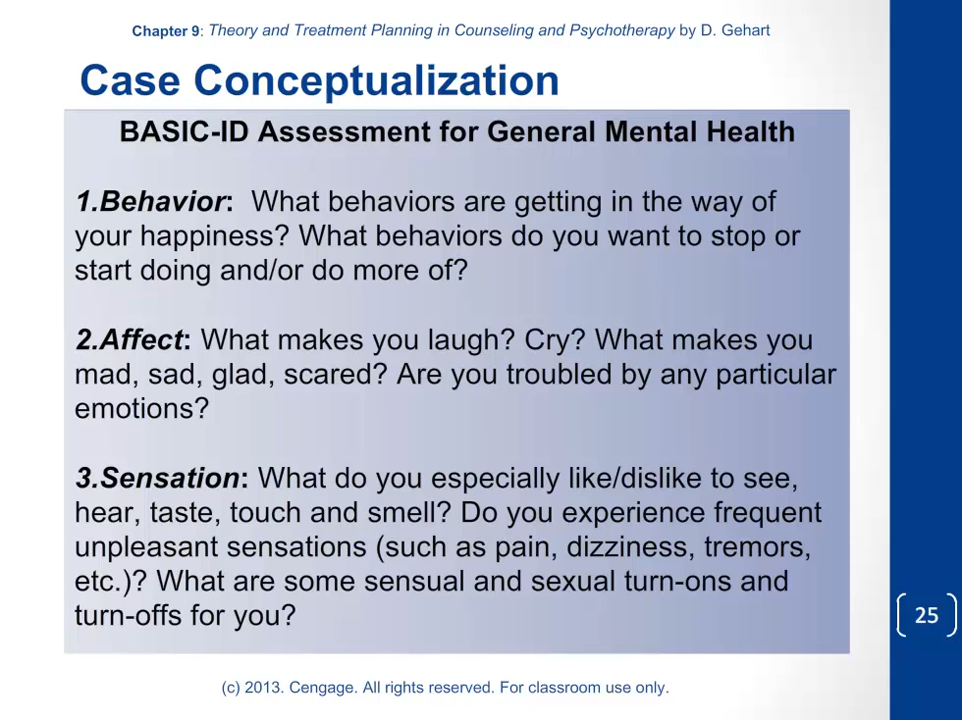 Chapter 9: Theory and Treatment Planning in Counseling and Psychotherapy by D. Gehart
Case Conceptualization
BASIC-ID Assessment for General Mental Health
1.Behavior:  What behaviors are getting in the way of
your happiness? What behaviors do you want to stop or
start doing and/or do more of?
2.Affect: What makes you laugh? Cry? What makes you
mad, sad, glad, scared? Are you troubled by any particular
emotions?
3.Sensation: What do you especially like/dislike to see,
hear, taste, touch and smell? Do you experience frequent
unpleasant sensations (such as pain, dizziness, tremors,
etc.)? What are some sensual and sexual turn-ons and
turn-offs for you?
25
(c) 2013. Cengage. All rights reserved. For classroom use only.